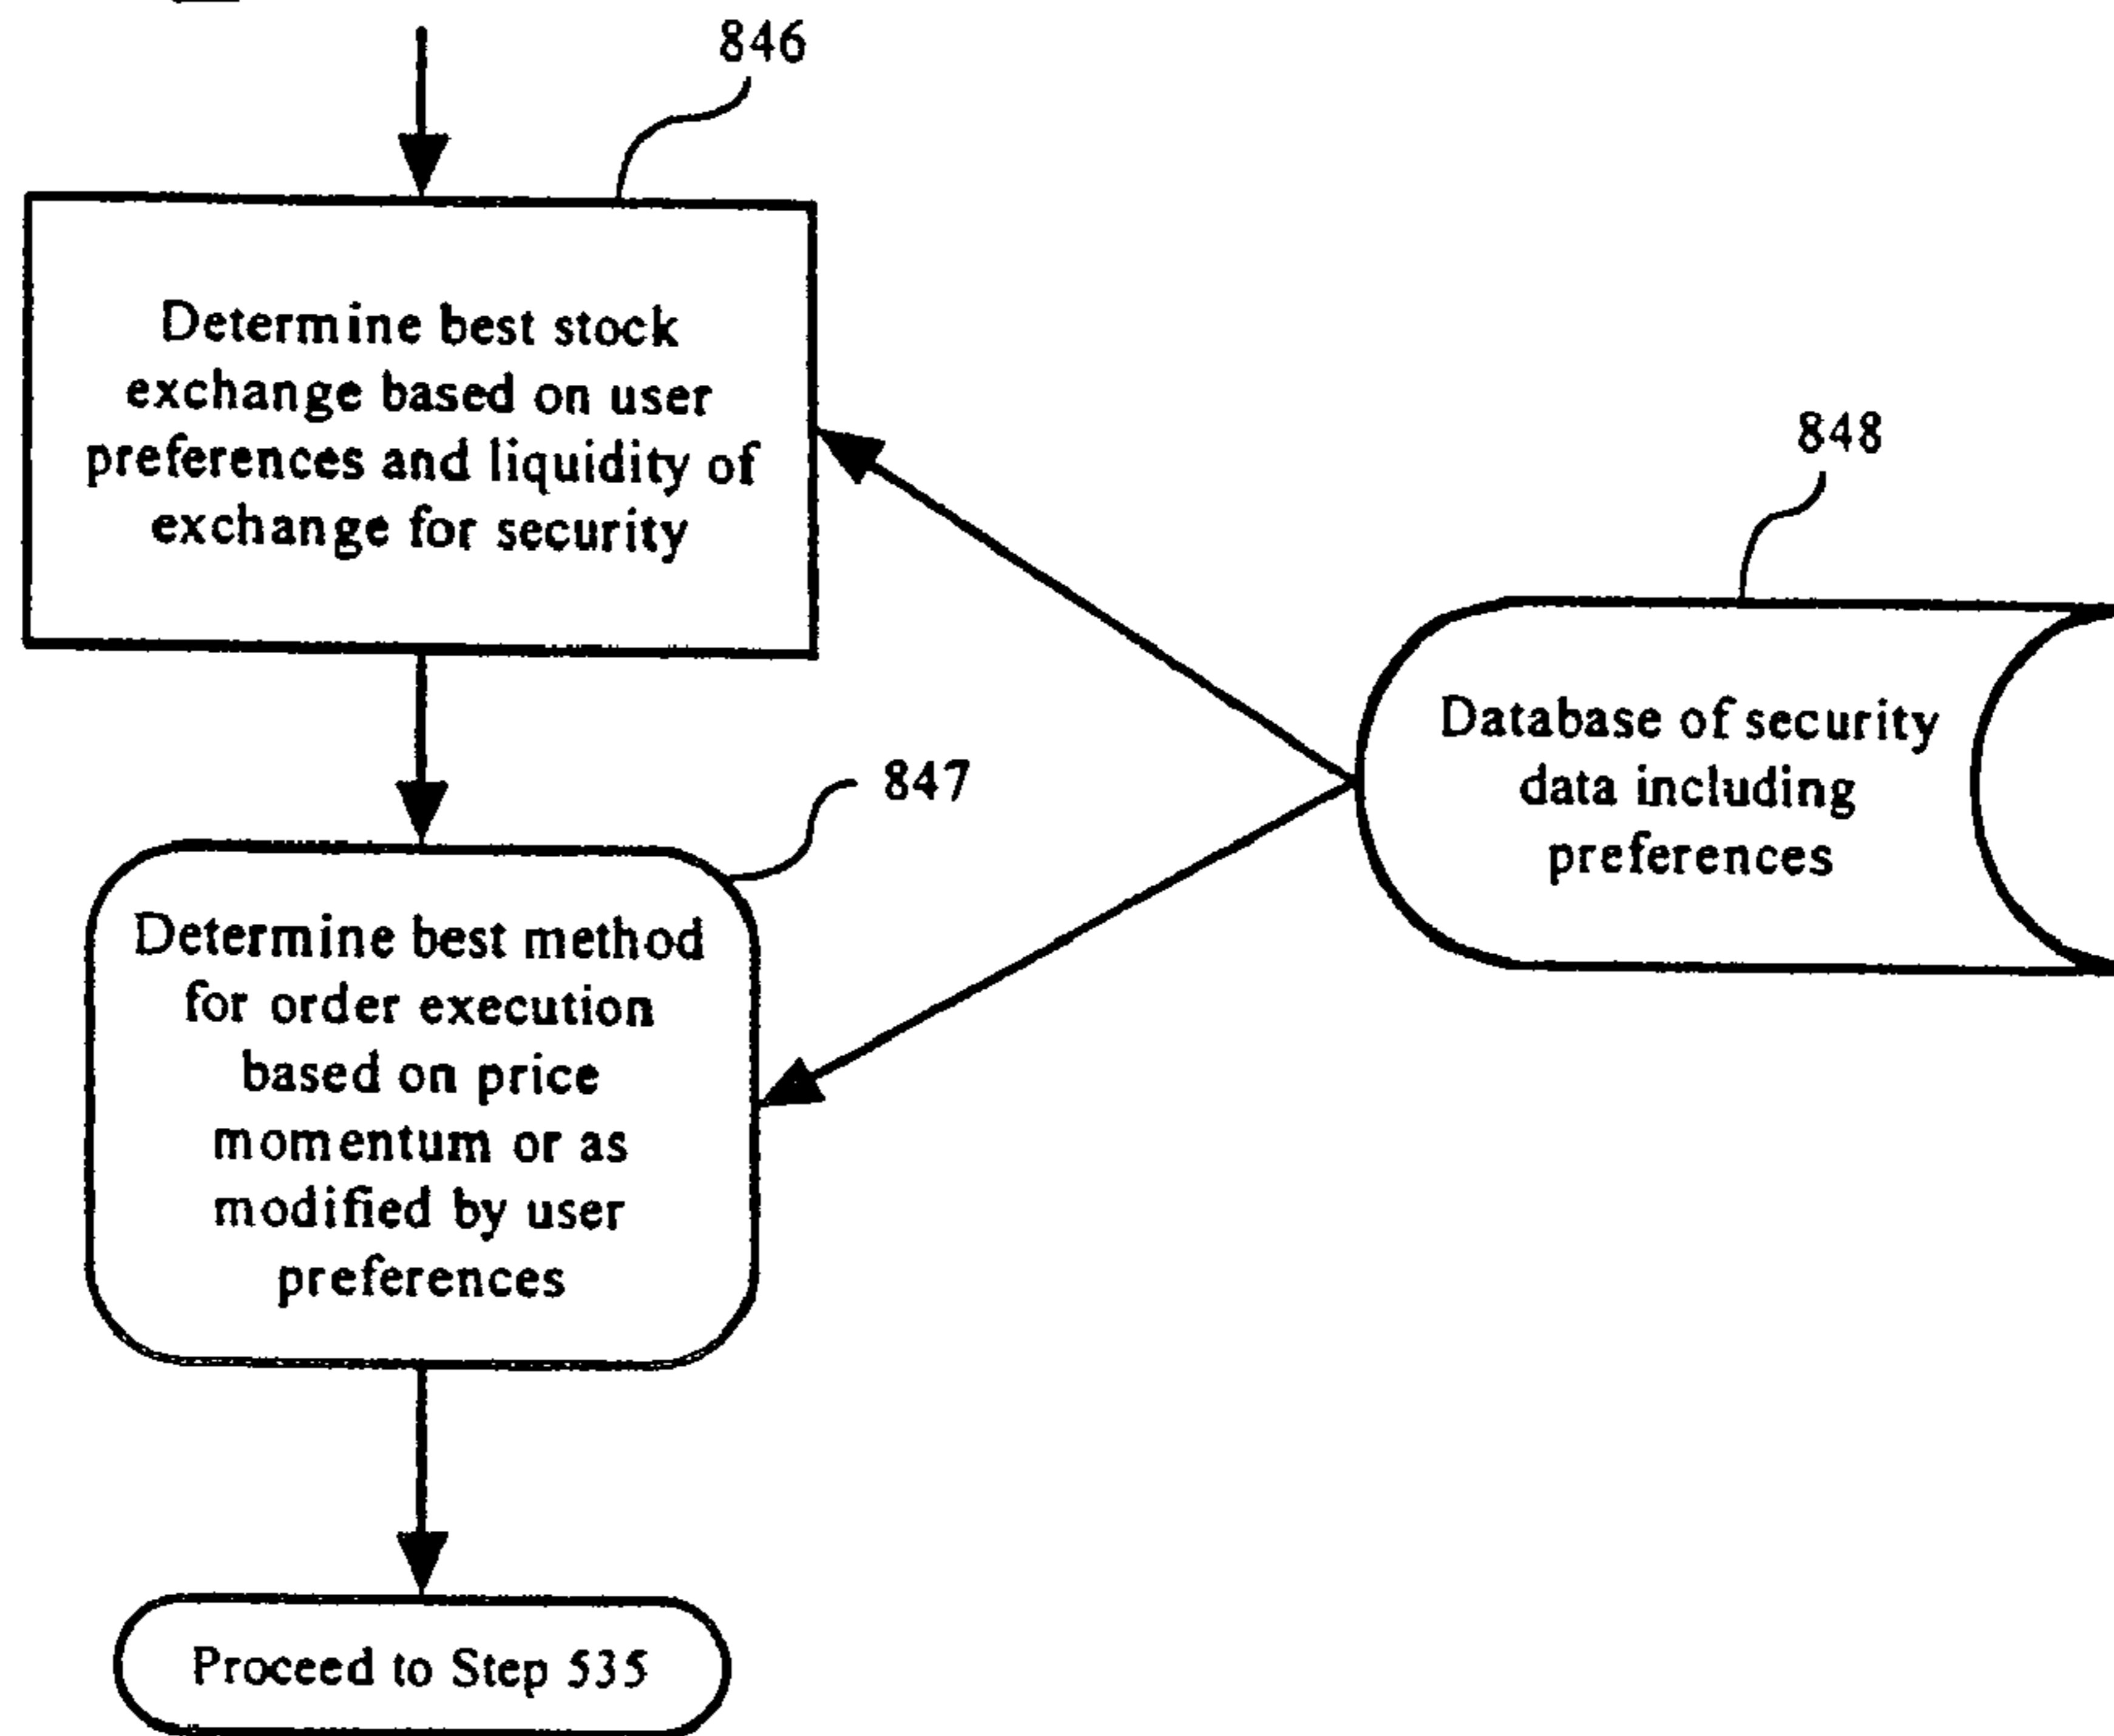 846
Determine best stock
exchange based on user
preferences and liquidity of
exchange for security
848
Database of security
data including
preferences
847
Determine best method
for order execution
based on price
momentum or as
modified by user
preferences
Proceed to Step 535